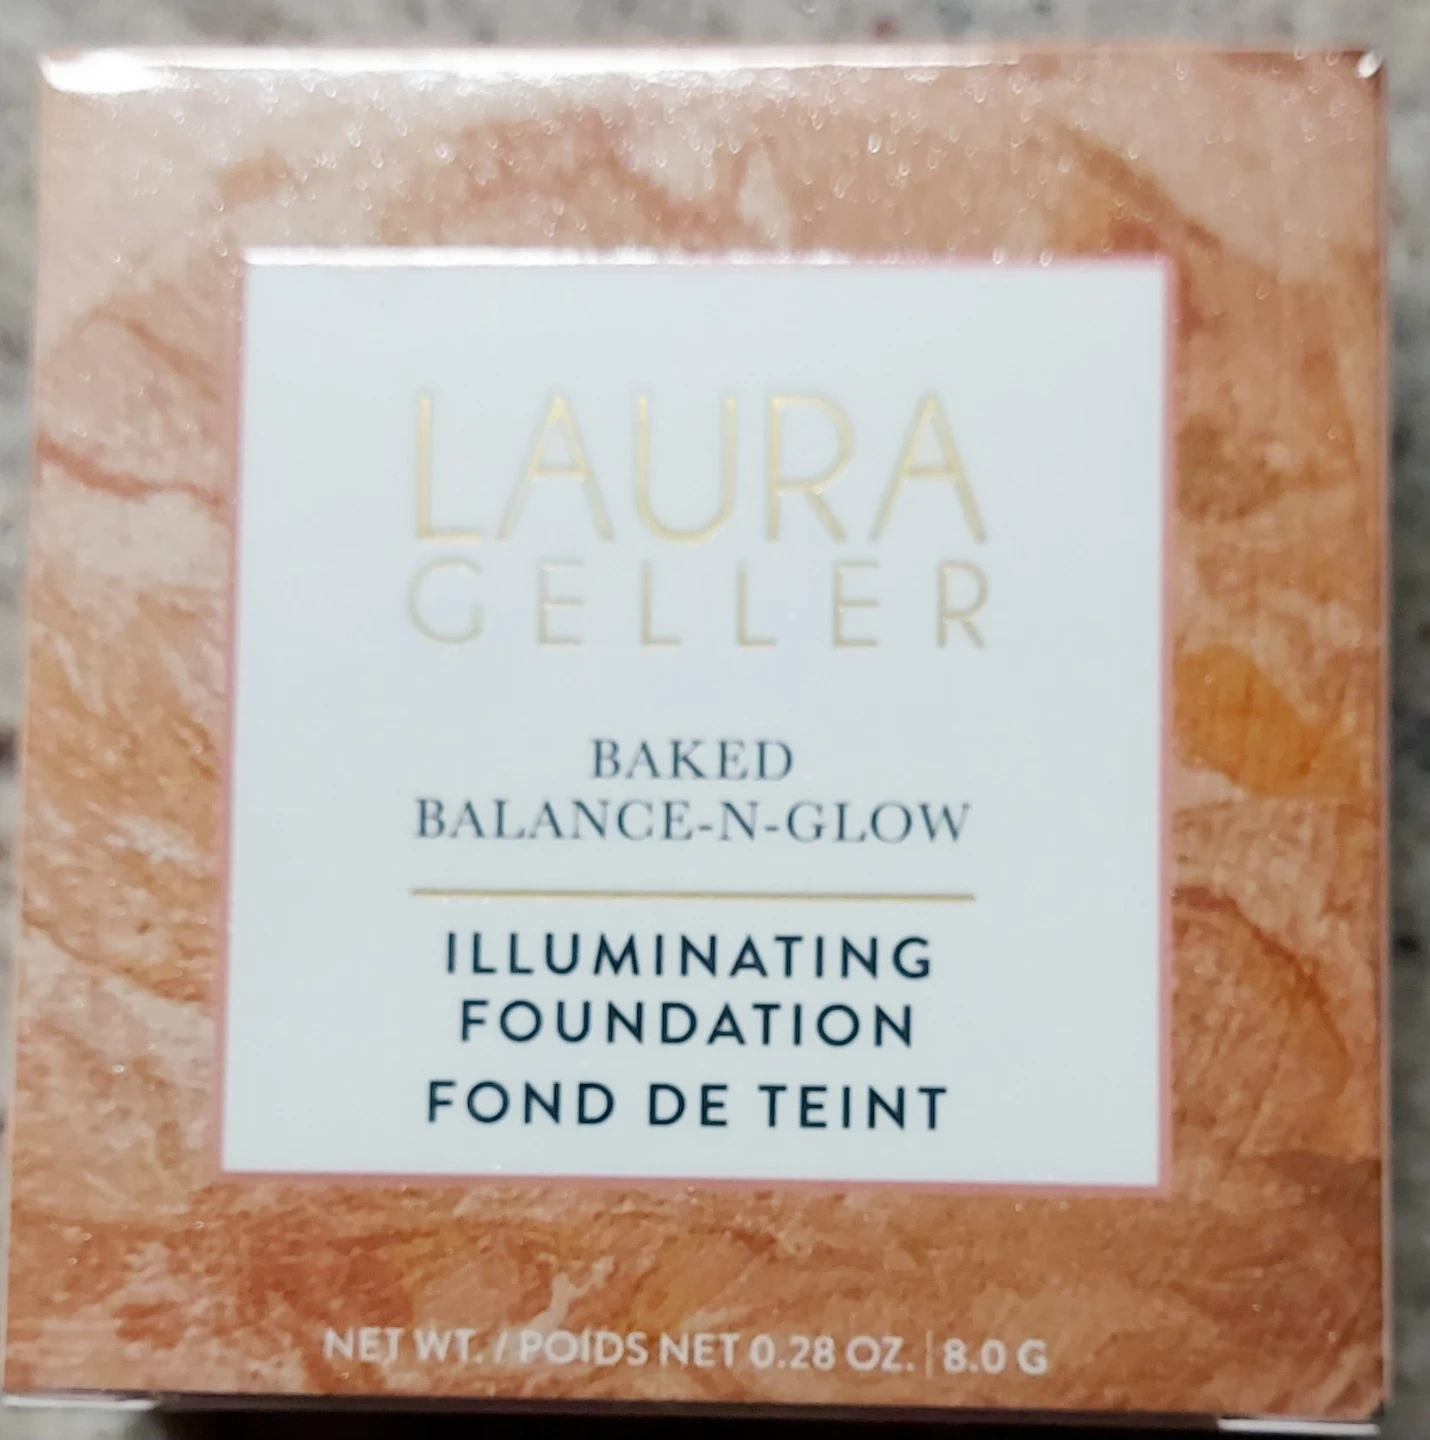 LAURA
GELLER
BAKED
BALANCE-N-GLOW
ILLUMINATING
FOUNDATION
FOND DE TEINT
NET WT. / POIDS NET 0.28 OZ. | 8.0 G